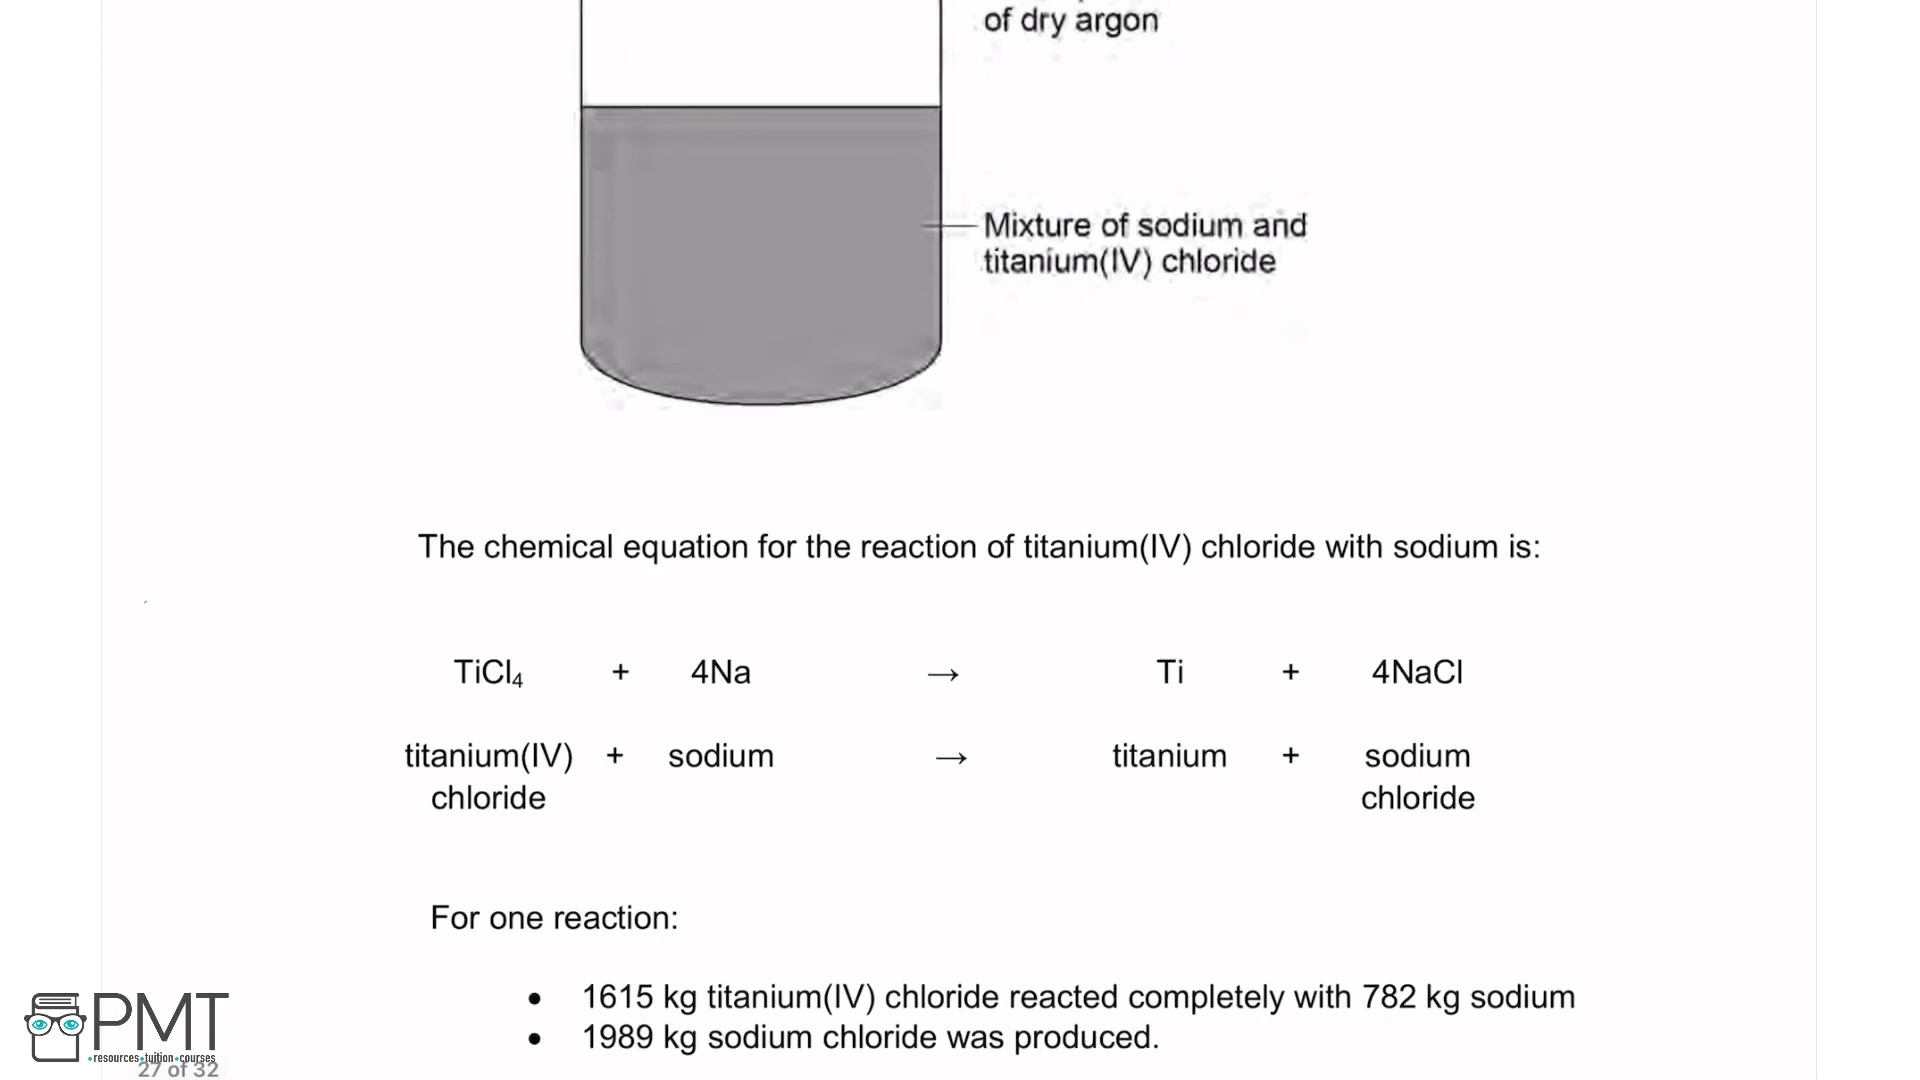 of dry argon
Mixture of sodium and
titanium(IV) chloride
The chemical equation for the reaction of titanium(IV) chloride with sodium is:
TiCl₄ + 4Na → Ti + 4NaCl
titanium(IV) + sodium → titanium + sodium
chloride chloride
For one reaction:
• 1615 kg titanium(IV) chloride reacted completely with 782 kg sodium
• 1989 kg sodium chloride was produced.
PMT
•resources•tuition•courses
27 of 32